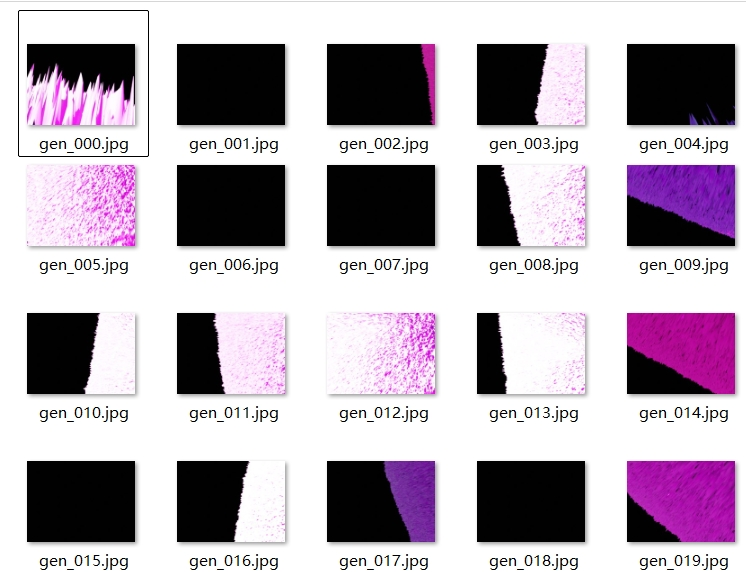 gen_000.jpg gen_001.jpg gen_002.jpg gen_003.jpg gen_004.jpg
gen_005.jpg gen_006.jpg gen_007.jpg gen_008.jpg gen_009.jpg
gen_010.jpg gen_011.jpg gen_012.jpg gen_013.jpg gen_014.jpg
gen_015.jpg gen_016.jpg gen_017.jpg gen_018.jpg gen_019.jpg